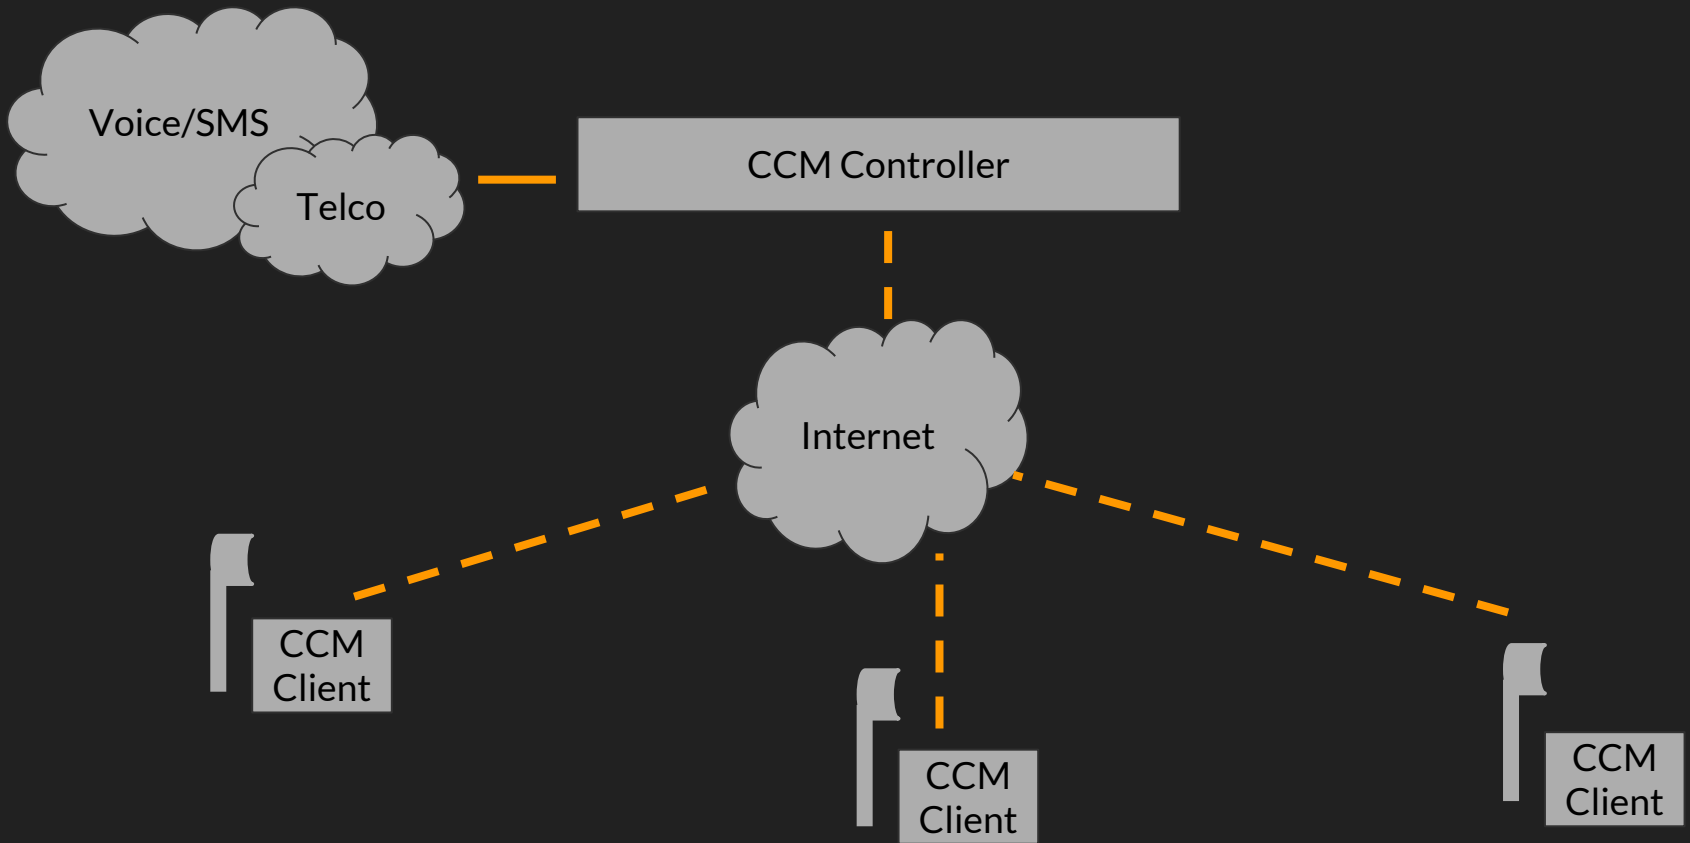 Voice/SMS
Telco
CCM Controller
Internet
CCM
Client
CCM
Client
CCM
Client